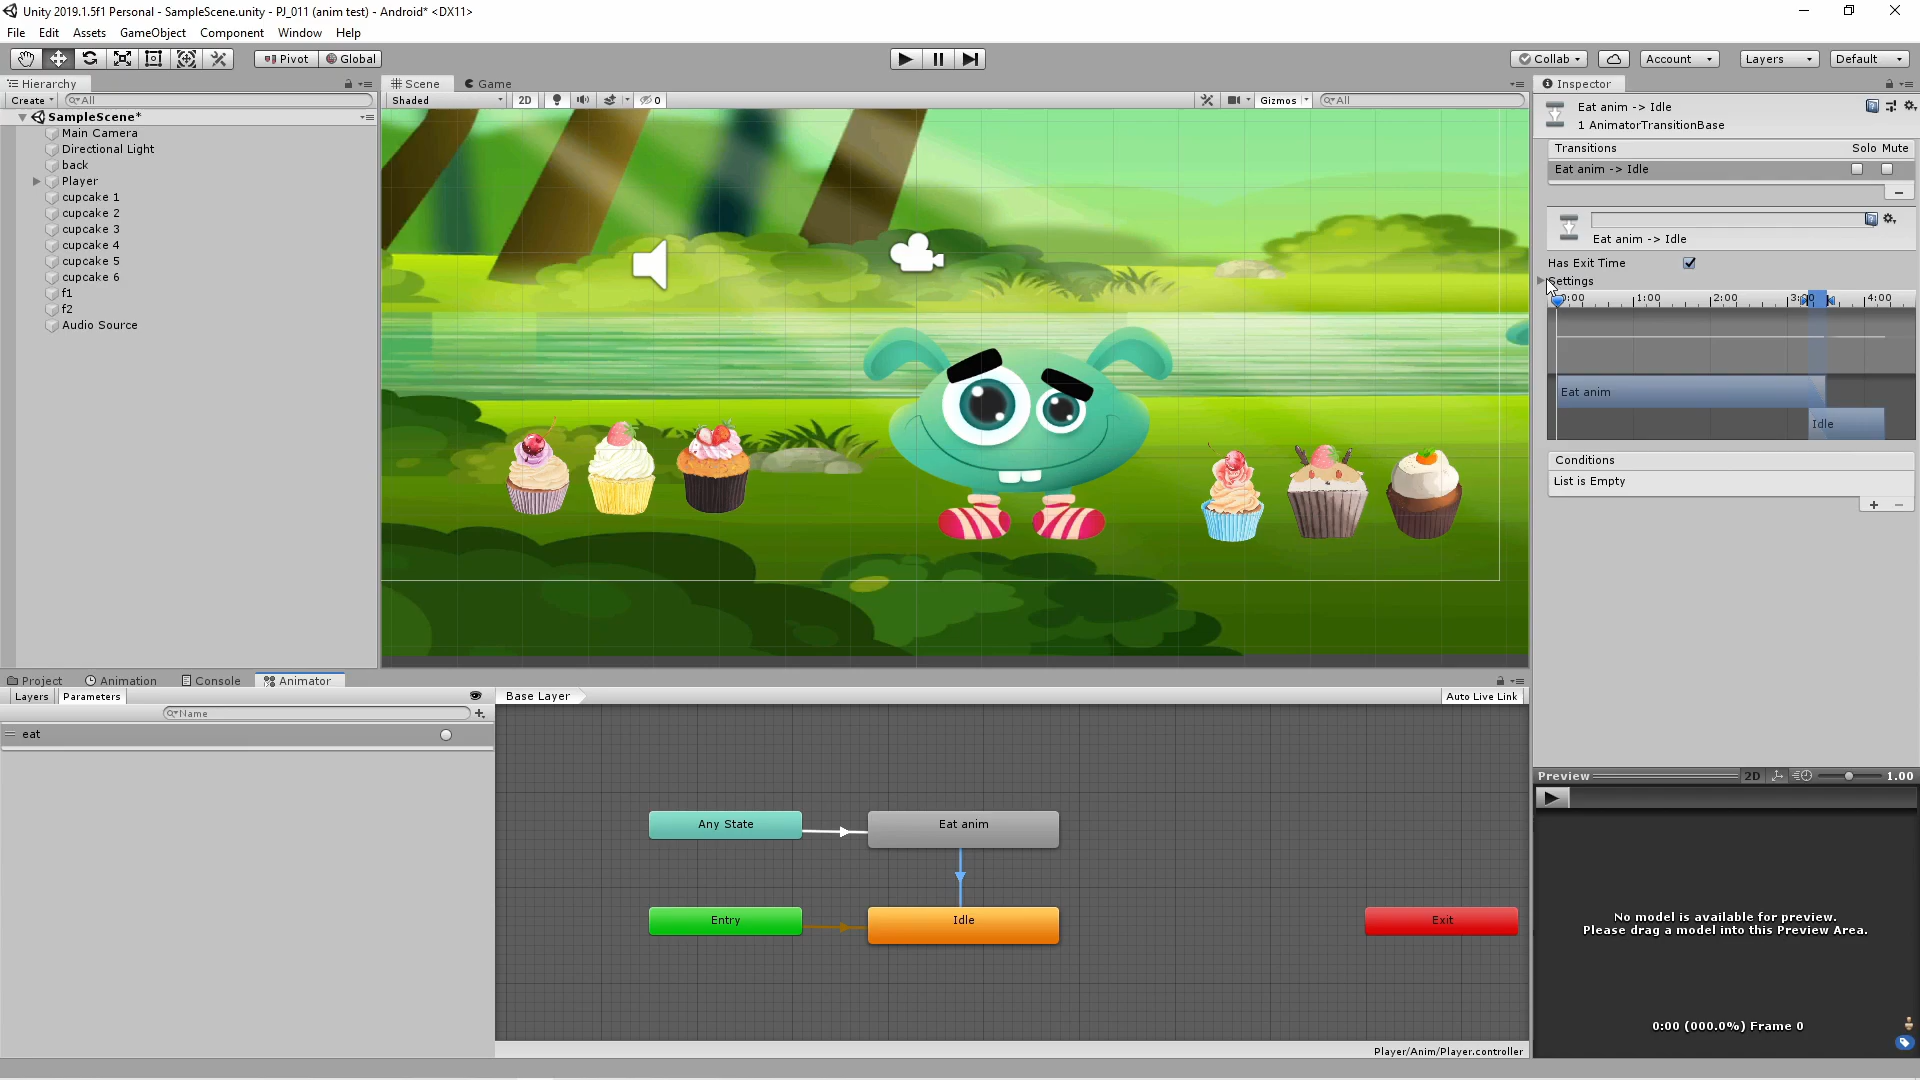 Unity 2019.1.5f1 Personal - SampleScene.unity - PJ_011 (anim test) - Android* <DX11>
File Edit Assets GameObject Component Window Help
Pivot Global
Collab Account Layers Default
Hierarchy
Create All
SampleScene*
Main Camera
Directional Light
back
Player
cupcake 1
cupcake 2
cupcake 3
cupcake 4
cupcake 5
cupcake 6
f1
f2
Audio Source
Scene Game
Shaded 2D 0 Gizmos All
Inspector
Eat anim -> Idle
1 AnimatorTransitionBase
Transitions Solo Mute
Eat anim -> Idle
Eat anim -> Idle
Has Exit Time
Settings
0:00 1:00 2:00 3:00 4:00
Eat anim
Idle
Conditions
List is Empty
+ −
Project Animation Console Animator
Layers Parameters
Name
eat
Base Layer Auto Live Link
Any State
Eat anim
Entry
Idle
Exit
Player/Anim/Player.controller
Preview 2D 1.00
No model is available for preview.
Please drag a model into this Preview Area.
0:00 (000.0%) Frame 0